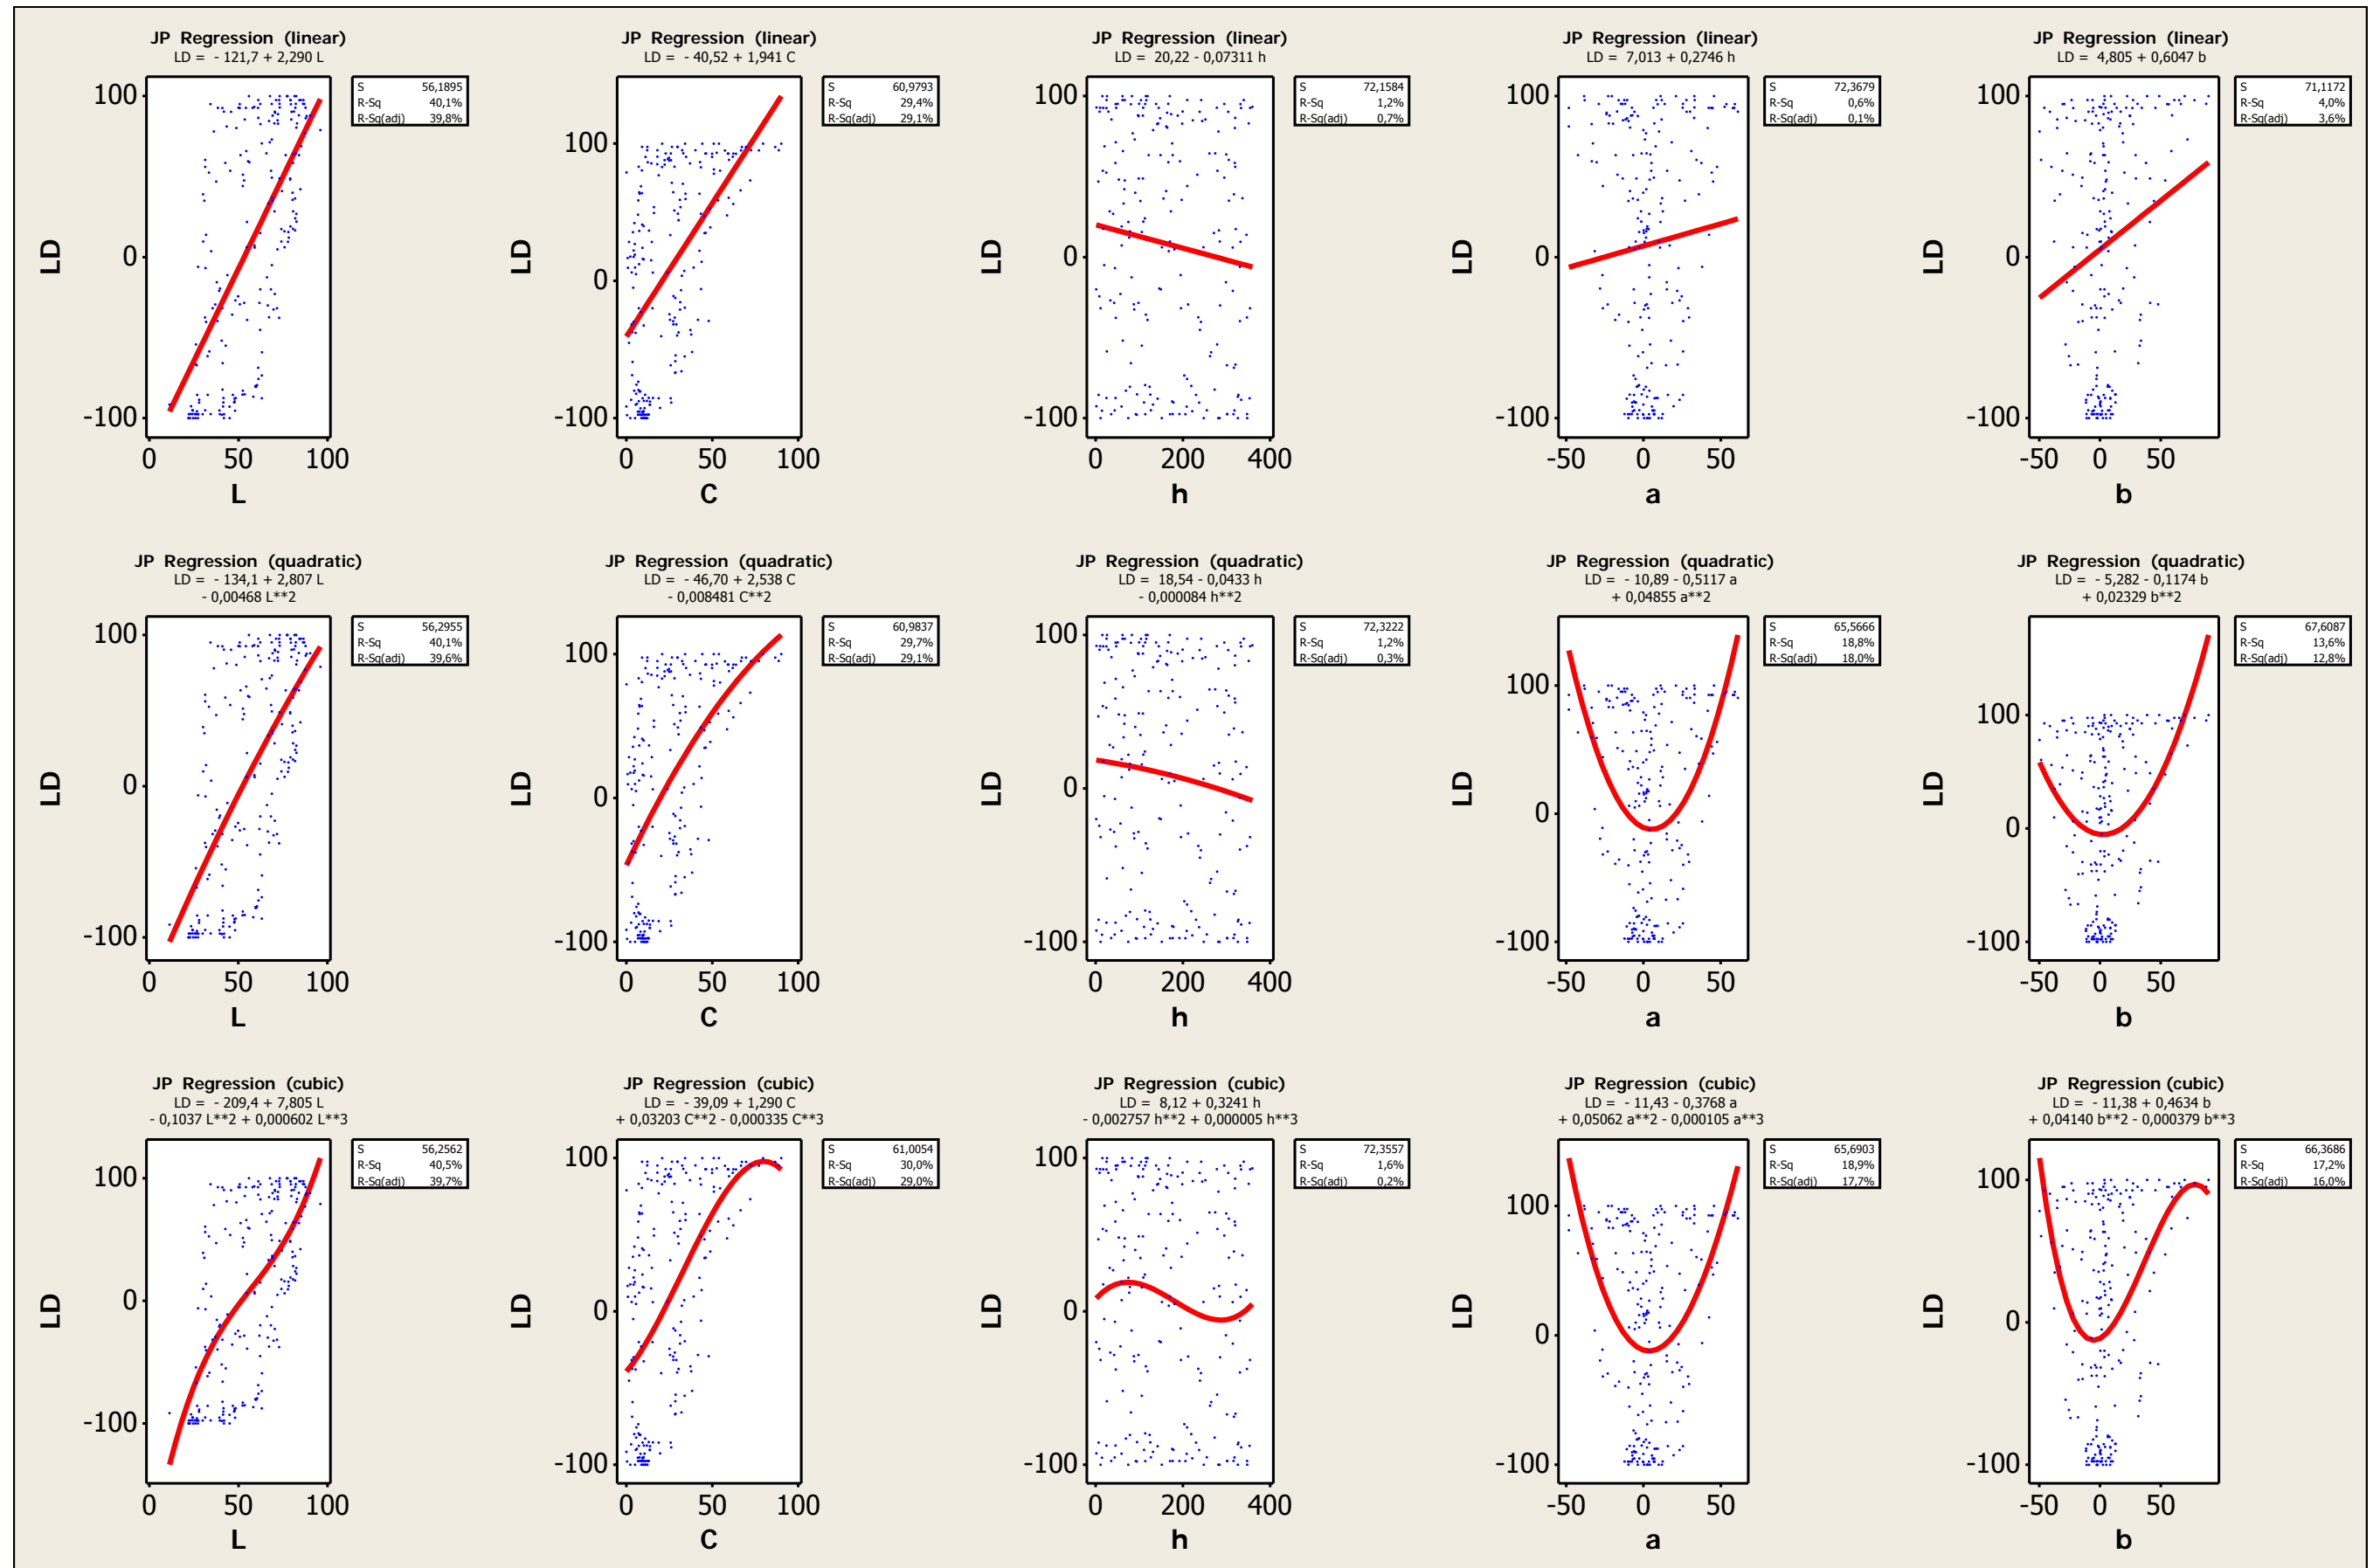 JP Regression (linear)
LD = - 121,7 + 2,290 L
S 56,1895
R-Sq 40,1%
R-Sq(adj) 39,8%
100
0
-100
LD
0 50 100
L
JP Regression (linear)
LD = - 40,52 + 1,941 C
S 60,9793
R-Sq 29,4%
R-Sq(adj) 29,1%
100
0
-100
LD
0 50 100
C
JP Regression (linear)
LD = 20,22 - 0,07311 h
S 72,1584
R-Sq 1,2%
R-Sq(adj) 0,7%
100
0
-100
LD
0 200 400
h
JP Regression (linear)
LD = 7,013 + 0,2746 h
S 72,3679
R-Sq 0,6%
R-Sq(adj) 0,1%
100
0
-100
LD
-50 0 50
a
JP Regression (linear)
LD = 4,805 + 0,6047 b
S 71,1172
R-Sq 4,0%
R-Sq(adj) 3,6%
100
0
-100
LD
-50 0 50
b
JP Regression (quadratic)
LD = - 134,1 + 2,807 L
- 0,00468 L**2
S 56,2955
R-Sq 40,1%
R-Sq(adj) 39,6%
100
0
-100
LD
0 50 100
L
JP Regression (quadratic)
LD = - 46,70 + 2,538 C
- 0,008481 C**2
S 60,9837
R-Sq 29,7%
R-Sq(adj) 29,1%
100
0
-100
LD
0 50 100
C
JP Regression (quadratic)
LD = 18,54 - 0,0433 h
- 0,000084 h**2
S 72,3222
R-Sq 1,2%
R-Sq(adj) 0,3%
100
0
-100
LD
0 200 400
h
JP Regression (quadratic)
LD = - 10,89 - 0,5117 a
+ 0,04855 a**2
S 65,5666
R-Sq 18,8%
R-Sq(adj) 18,0%
100
0
-100
LD
-50 0 50
a
JP Regression (quadratic)
LD = - 5,282 - 0,1174 b
+ 0,02329 b**2
S 67,6087
R-Sq 13,6%
R-Sq(adj) 12,8%
100
0
-100
LD
-50 0 50
b
JP Regression (cubic)
LD = - 209,4 + 7,805 L
- 0,1037 L**2 + 0,000602 L**3
S 56,2562
R-Sq 40,5%
R-Sq(adj) 39,7%
100
0
-100
LD
0 50 100
L
JP Regression (cubic)
LD = - 39,09 + 1,290 C
+ 0,03203 C**2 - 0,000335 C**3
S 61,0054
R-Sq 30,0%
R-Sq(adj) 29,0%
100
0
-100
LD
0 50 100
C
JP Regression (cubic)
LD = 8,12 + 0,3241 h
- 0,002757 h**2 + 0,000005 h**3
S 72,3557
R-Sq 1,6%
R-Sq(adj) 0,2%
100
0
-100
LD
0 200 400
h
JP Regression (cubic)
LD = - 11,43 - 0,3768 a
+ 0,05062 a**2 - 0,000105 a**3
S 65,6903
R-Sq 18,9%
R-Sq(adj) 17,7%
100
0
-100
LD
-50 0 50
a
JP Regression (cubic)
LD = - 11,38 + 0,4634 b
+ 0,04140 b**2 - 0,000379 b**3
S 66,3686
R-Sq 17,2%
R-Sq(adj) 16,0%
100
0
-100
LD
-50 0 50
b